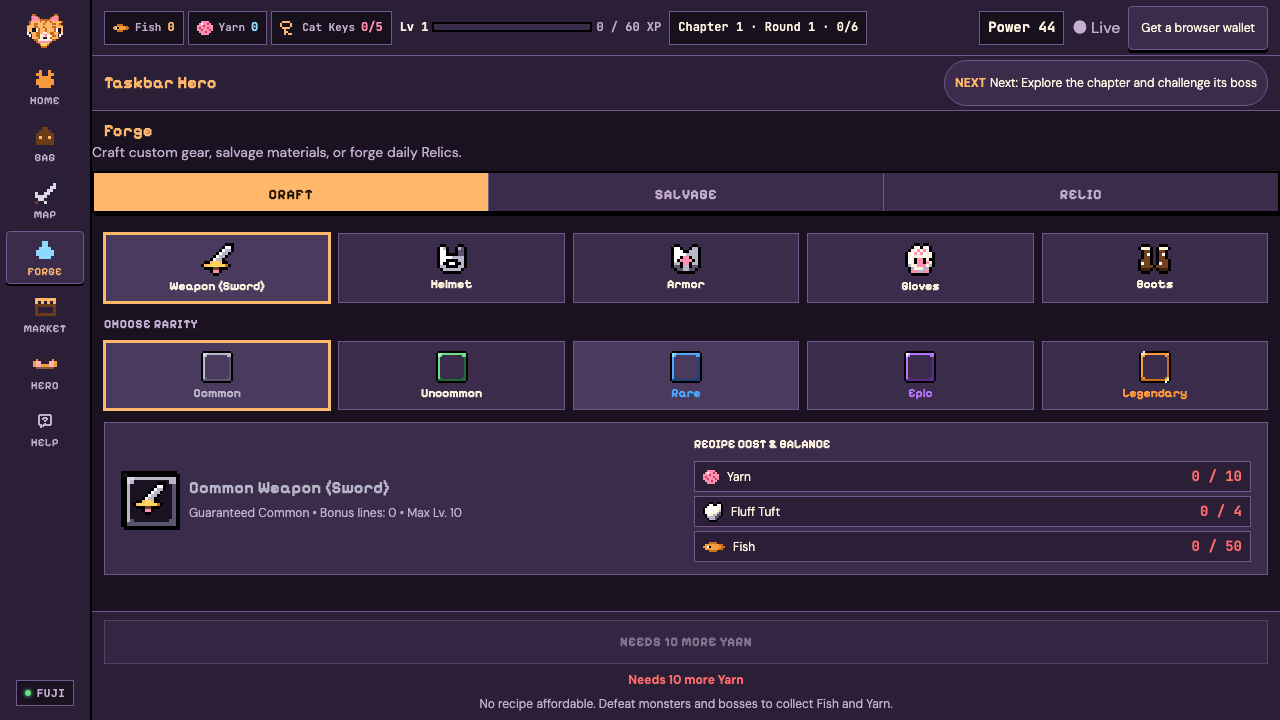 Fish 0
Yarn 0
Cat Keys 0/5
Lv 1
0 / 60 XP
Chapter 1 · Round 1 · 0/6
Power 44
Live
Get a browser wallet
HOME
BAG
MAP
FORGE
MARKET
HERO
HELP
FUJI
Taskbar Hero
NEXT Next: Explore the chapter and challenge its boss
Forge
Craft custom gear, salvage materials, or forge daily Relics.
CRAFT
SALVAGE
RELIC
Weapon (Sword)
Helmet
Armor
Gloves
Boots
CHOOSE RARITY
Common
Uncommon
Rare
Epic
Legendary
Common Weapon (Sword)
Guaranteed Common • Bonus lines: 0 • Max Lv. 10
RECIPE COST & BALANCE
Yarn 0 / 10
Fluff Tuft 0 / 4
Fish 0 / 50
NEEDS 10 MORE YARN
Needs 10 more Yarn
No recipe affordable. Defeat monsters and bosses to collect Fish and Yarn.